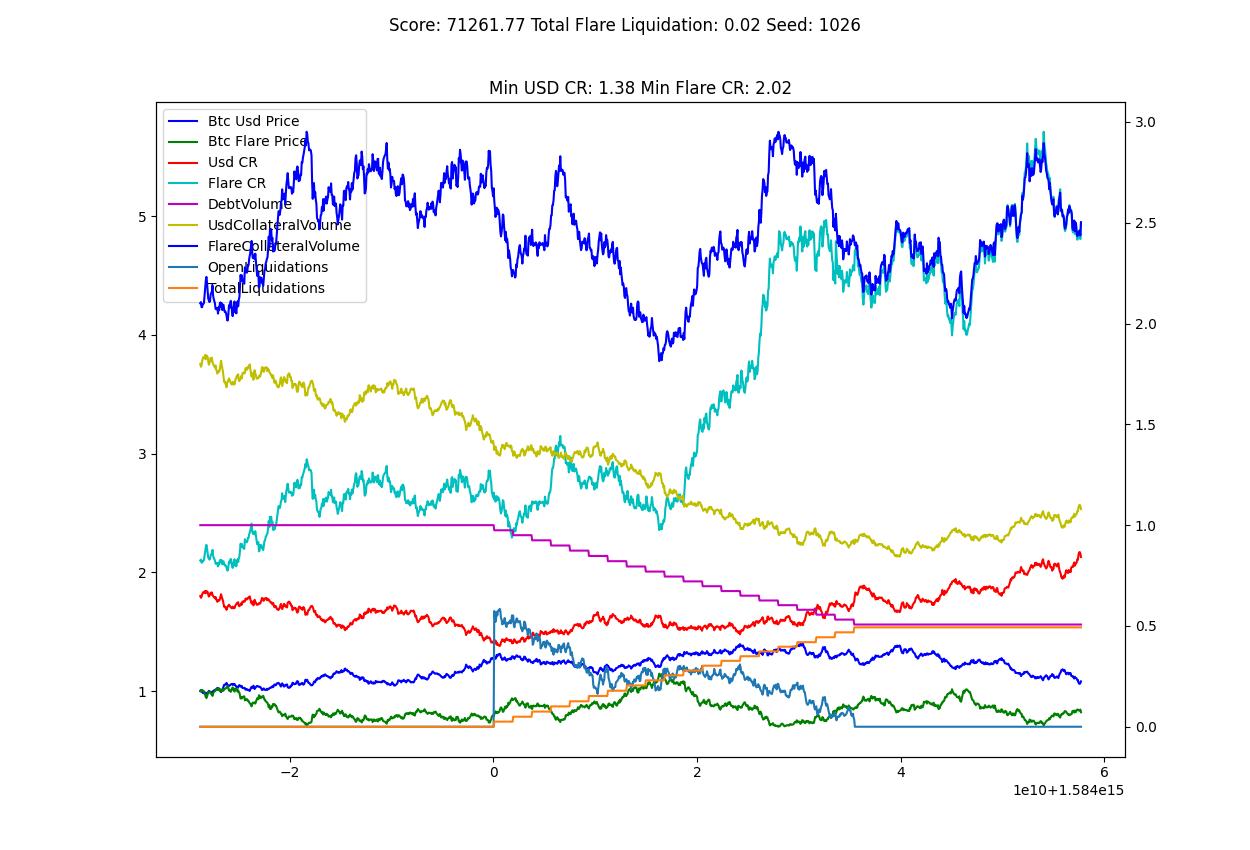 Score: 71261.77 Total Flare Liquidation: 0.02 Seed: 1026
Min USD CR: 1.38 Min Flare CR: 2.02
Btc Usd Price
Btc Flare Price
Usd CR
Flare CR
DebtVolume
UsdCollateralVolume
FlareCollateralVolume
OpenLiquidations
TotalLiquidations
5
4
3
2
1
3.0
2.5
2.0
1.5
1.0
0.5
0.0
−2
0
2
4
6
1e10+1.584e15